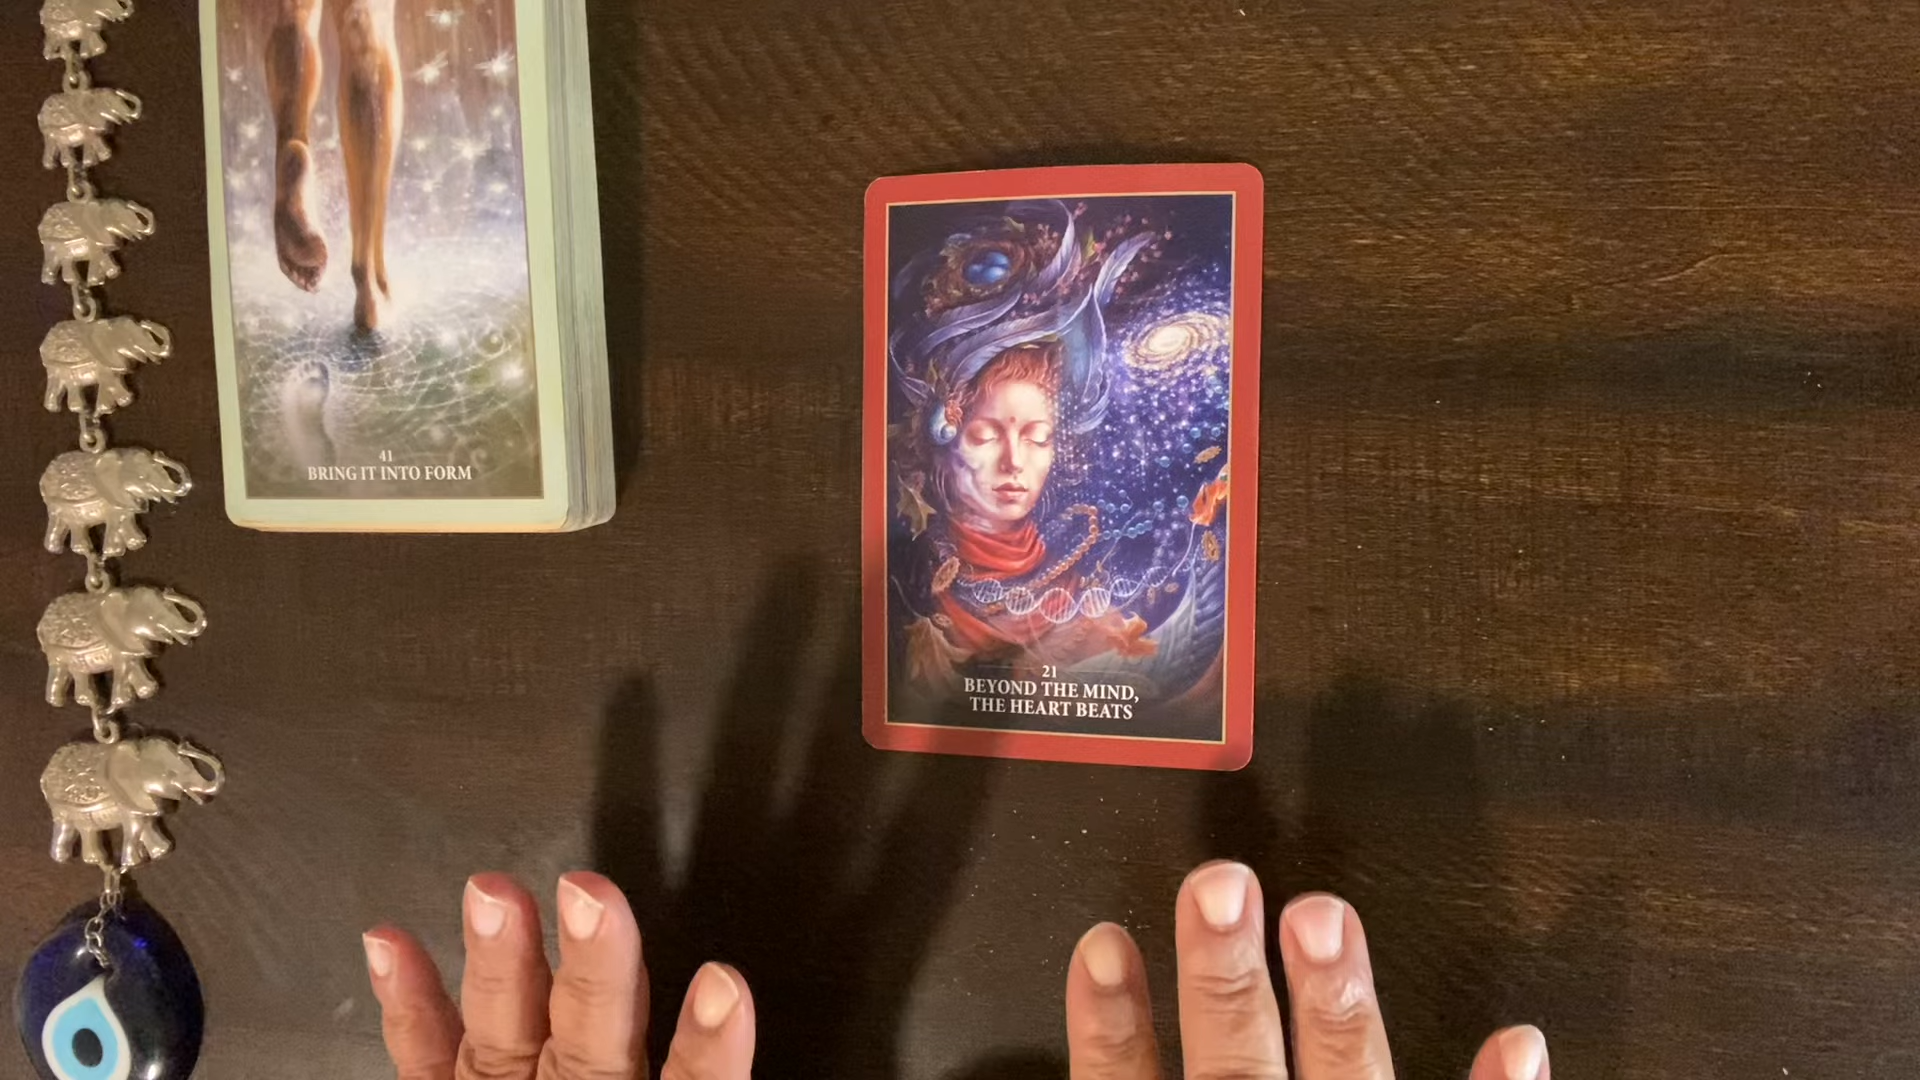 41
BRING IT INTO FORM
21
BEYOND THE MIND,
THE HEART BEATS